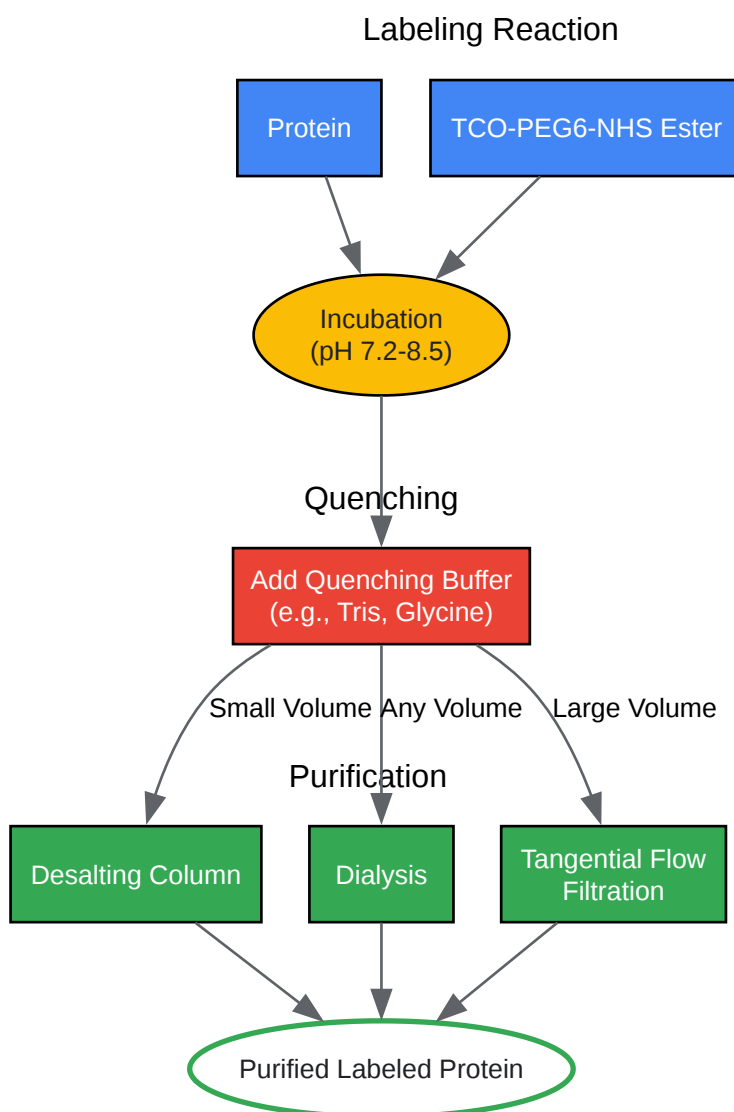 Labeling Reaction
Protein
TCO-PEG6-NHS Ester
Incubation
(pH 7.2-8.5)
Quenching
Add Quenching Buffer
(e.g., Tris, Glycine)
Small Volume
Any Volume
Large Volume
Purification
Desalting Column
Dialysis
Tangential Flow
Filtration
Purified Labeled Protein